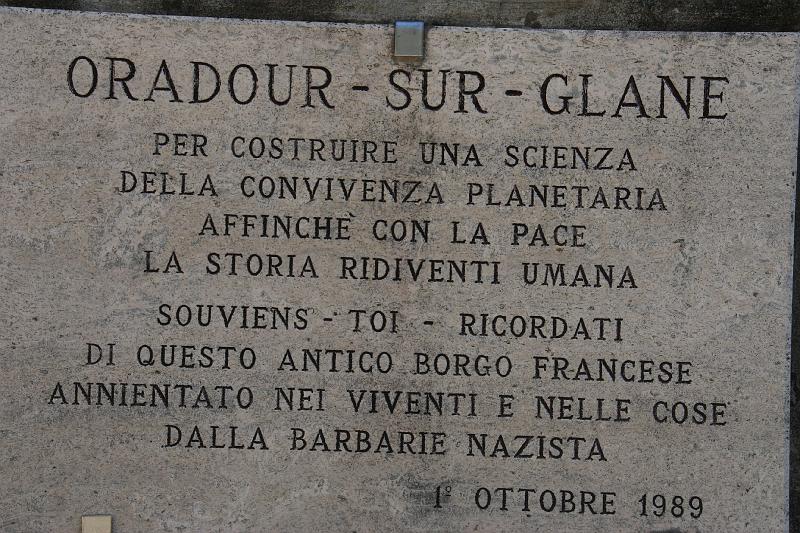 ORADOUR - SUR - GLANE
PER COSTRUIRE UNA SCIENZA
DELLA CONVIVENZA PLANETARIA
AFFINCHÈ CON LA PACE
LA STORIA RIDIVENTI UMANA
SOUVIENS - TOI - RICORDATI
DI QUESTO ANTICO BORGO FRANCESE
ANNIENTATO NEI VIVENTI E NELLE COSE
DALLA BARBARIE NAZISTA
1° OTTOBRE 1989